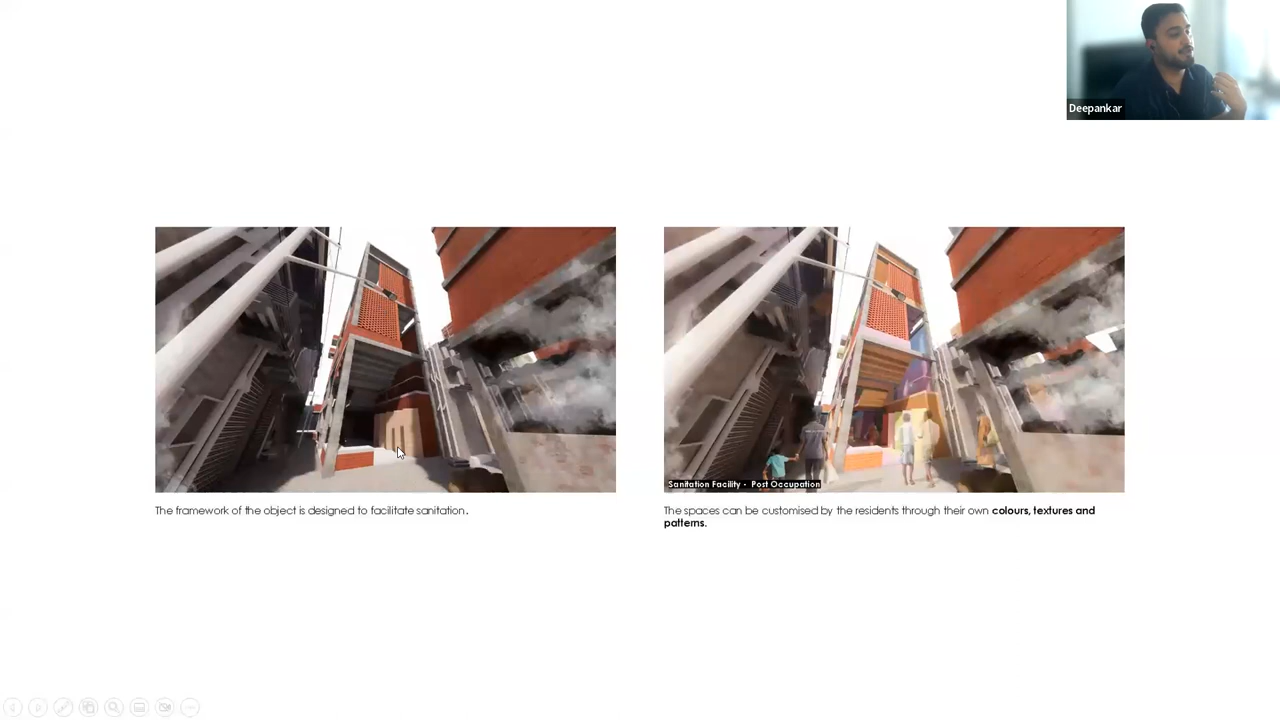 Deepankar
Sanitation Facility - Post Occupation
The framework of the object is designed to facilitate sanitation.
The spaces can be customised by the residents through their own colours, textures and
patterns.